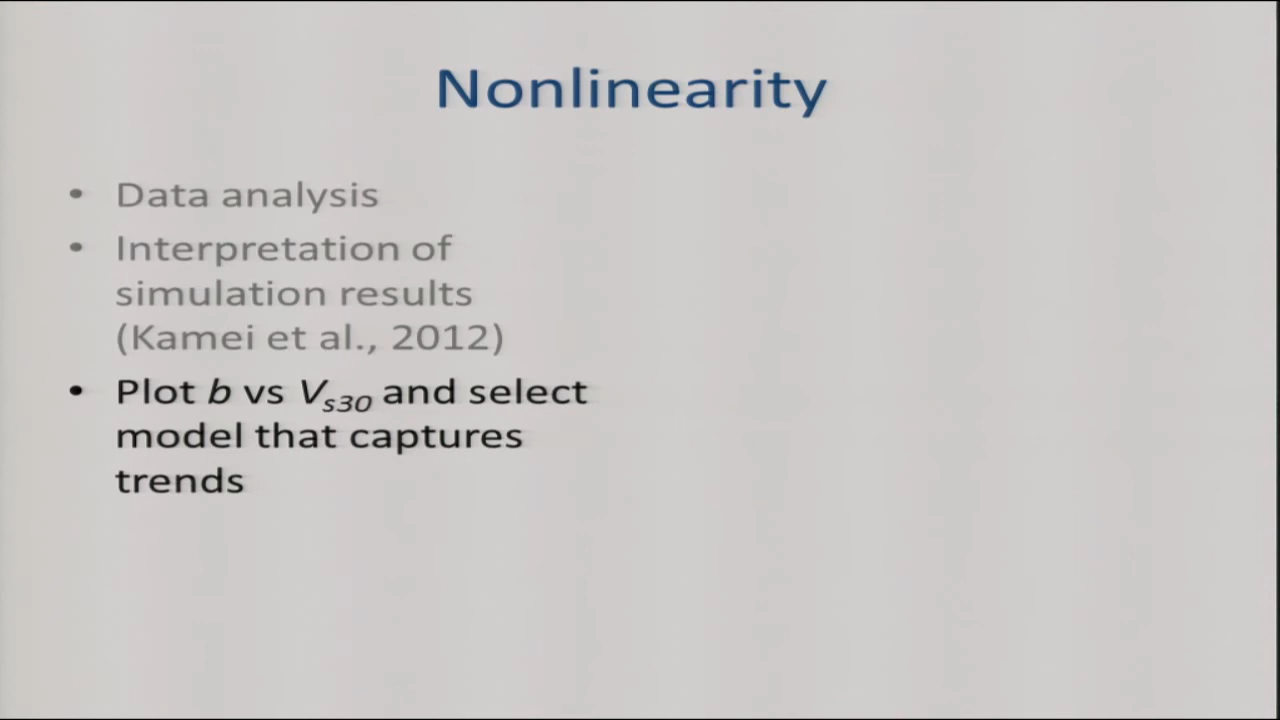 Nonlinearity
• Data analysis
• Interpretation of
simulation results
(Kamei et al., 2012)
• Plot b vs Vs30 and select
model that captures
trends